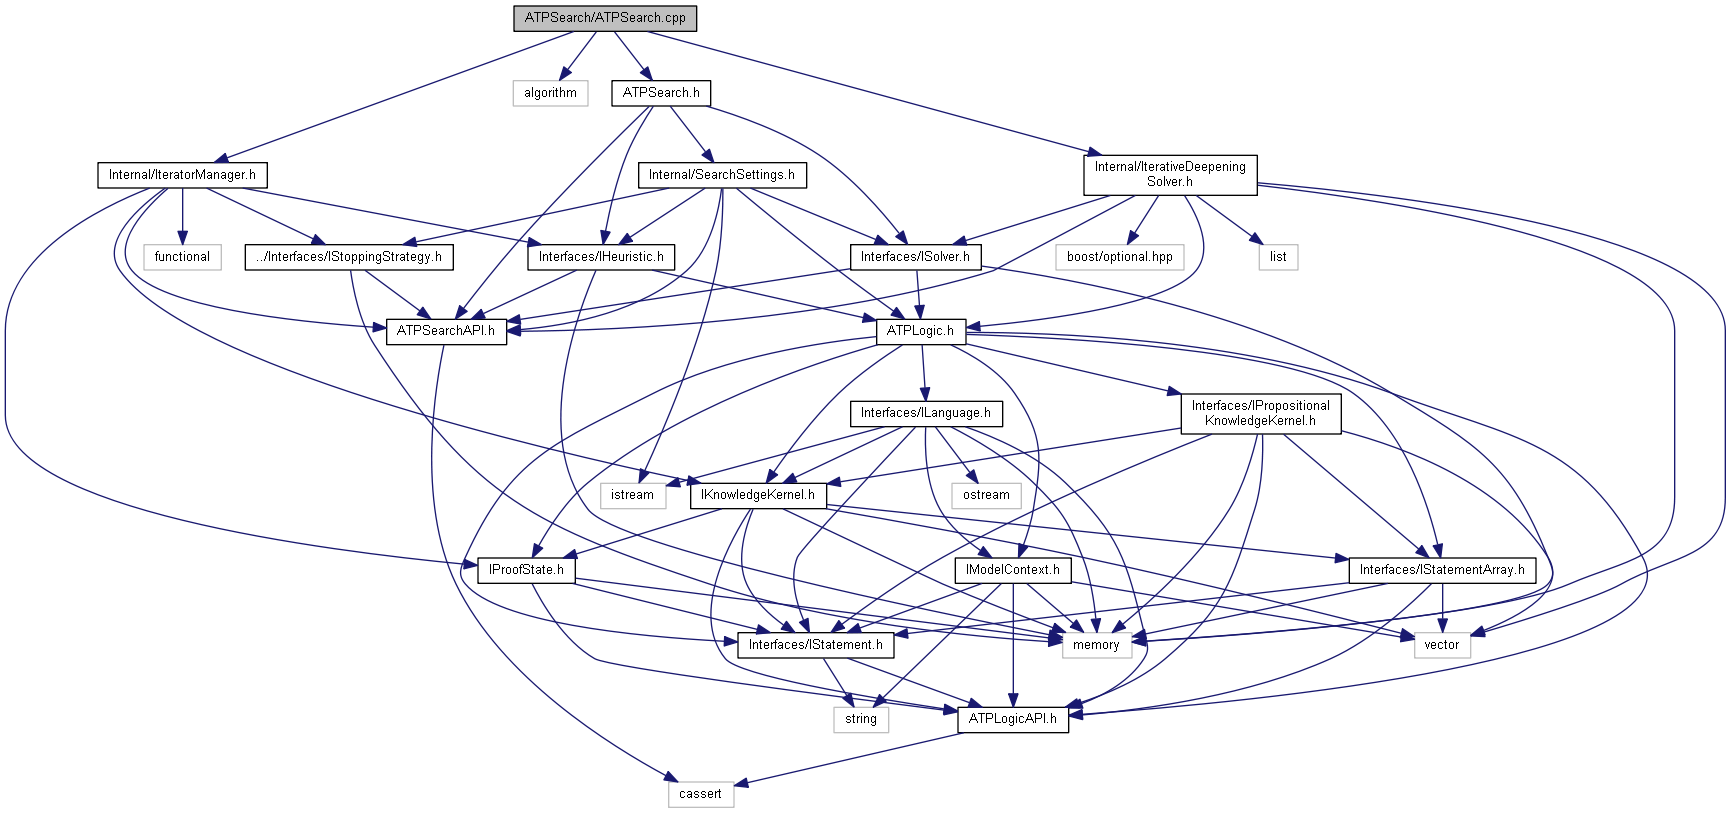 ATPSearch/ATPSearch.cpp
algorithm
ATPSearch.h
Internal/IteratorManager.h
Internal/SearchSettings.h
Internal/IterativeDeepening
Solver.h
functional
../Interfaces/IStoppingStrategy.h
Interfaces/IHeuristic.h
Interfaces/ISolver.h
boost/optional.hpp
list
ATPSearchAPI.h
ATPLogic.h
Interfaces/ILanguage.h
Interfaces/IPropositional
KnowledgeKernel.h
istream
IKnowledgeKernel.h
ostream
IProofState.h
IModelContext.h
Interfaces/IStatementArray.h
Interfaces/IStatement.h
memory
vector
string
ATPLogicAPI.h
cassert